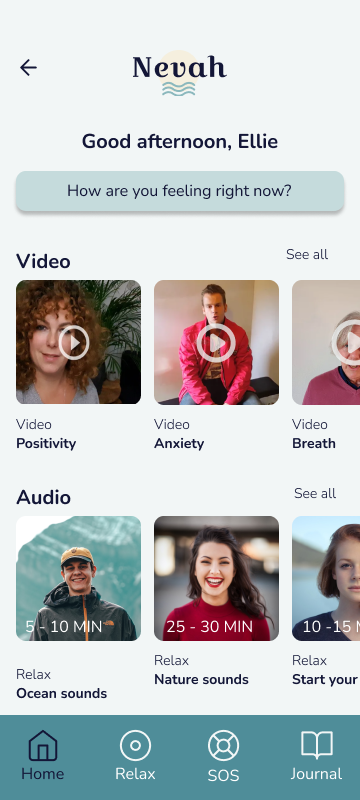 Nevah
Good afternoon, Ellie
How are you feeling right now?
Video
See all
Video
Positivity
Video
Anxiety
Video
Breath
Audio
See all
5 - 10 MIN
25 - 30 MIN
10 -15 M
Relax
Ocean sounds
Relax
Nature sounds
Relax
Start your
Home
Relax
SOS
Journal